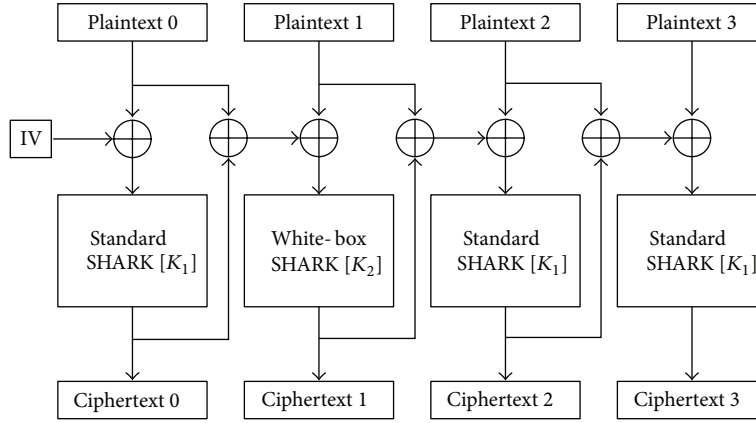 Plaintext 0
Plaintext 1
Plaintext 2
Plaintext 3
IV
Standard
SHARK [K₁]
White-box
SHARK [K₂]
Standard
SHARK [K₁]
Standard
SHARK [K₁]
Ciphertext 0
Ciphertext 1
Ciphertext 2
Ciphertext 3